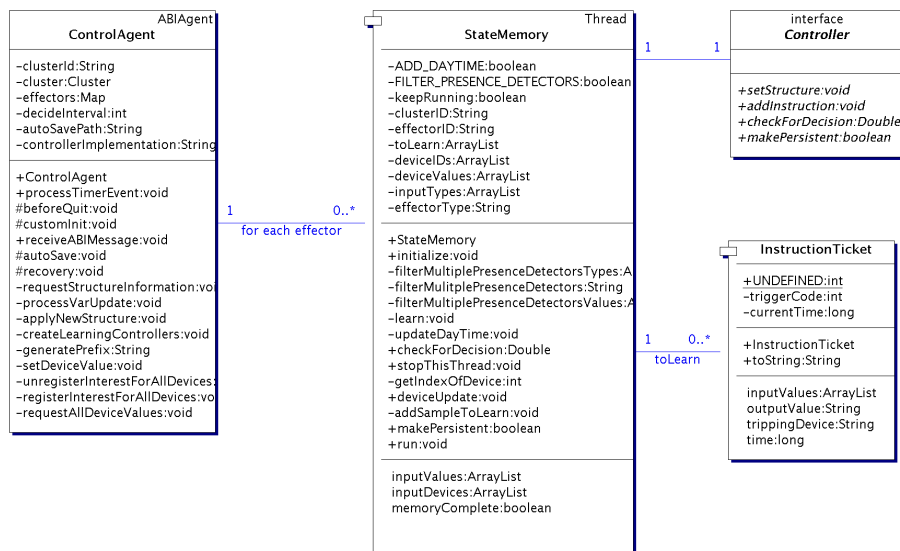 ABIAgent
ControlAgent
-clusterId:String
-cluster:Cluster
-effectors:Map
-decideInterval:int
-autoSavePath:String
-controllerImplementation:String
+ControlAgent
+processTimerEvent:void
#beforeQuit:void
#customInit:void
+receiveABIMessage:void
#autoSave:void
#recovery:void
-requestStructureInformation:voi
-processVarUpdate:void
-applyNewStructure:void
-createLearningControllers:void
-generatePrefix:String
-setDeviceValue:void
-unregisterInterestForAllDevices:
-registerInterestForAllDevices:vo
-requestAllDeviceValues:void
1 0..*
for each effector
Thread
StateMemory
-ADD_DAYTIME:boolean
-FILTER_PRESENCE_DETECTORS:boolean
-keepRunning:boolean
-clusterID:String
-effectorID:String
-toLearn:ArrayList
-deviceIDs:ArrayList
-deviceValues:ArrayList
-inputTypes:ArrayList
-effectorType:String
+StateMemory
+initialize:void
-filterMultiplePresenceDetectorsTypes:A
-filterMulitplePresenceDetectors:String
-filterMultiplePresenceDetectorsValues:A
-learn:void
-updateDayTime:void
+checkForDecision:Double
+stopThisThread:void
-getIndexOfDevice:int
+deviceUpdate:void
-addSampleToLearn:void
+makePersistent:boolean
+run:void
inputValues:ArrayList
inputDevices:ArrayList
memoryComplete:boolean
1 1
interface
Controller
+setStructure:void
+addInstruction:void
+checkForDecision:Double
+makePersistent:boolean
1 0..*
toLearn
InstructionTicket
+UNDEFINED:int
-triggerCode:int
-currentTime:long
+InstructionTicket
+toString:String
inputValues:ArrayList
outputValue:String
trippingDevice:String
time:long